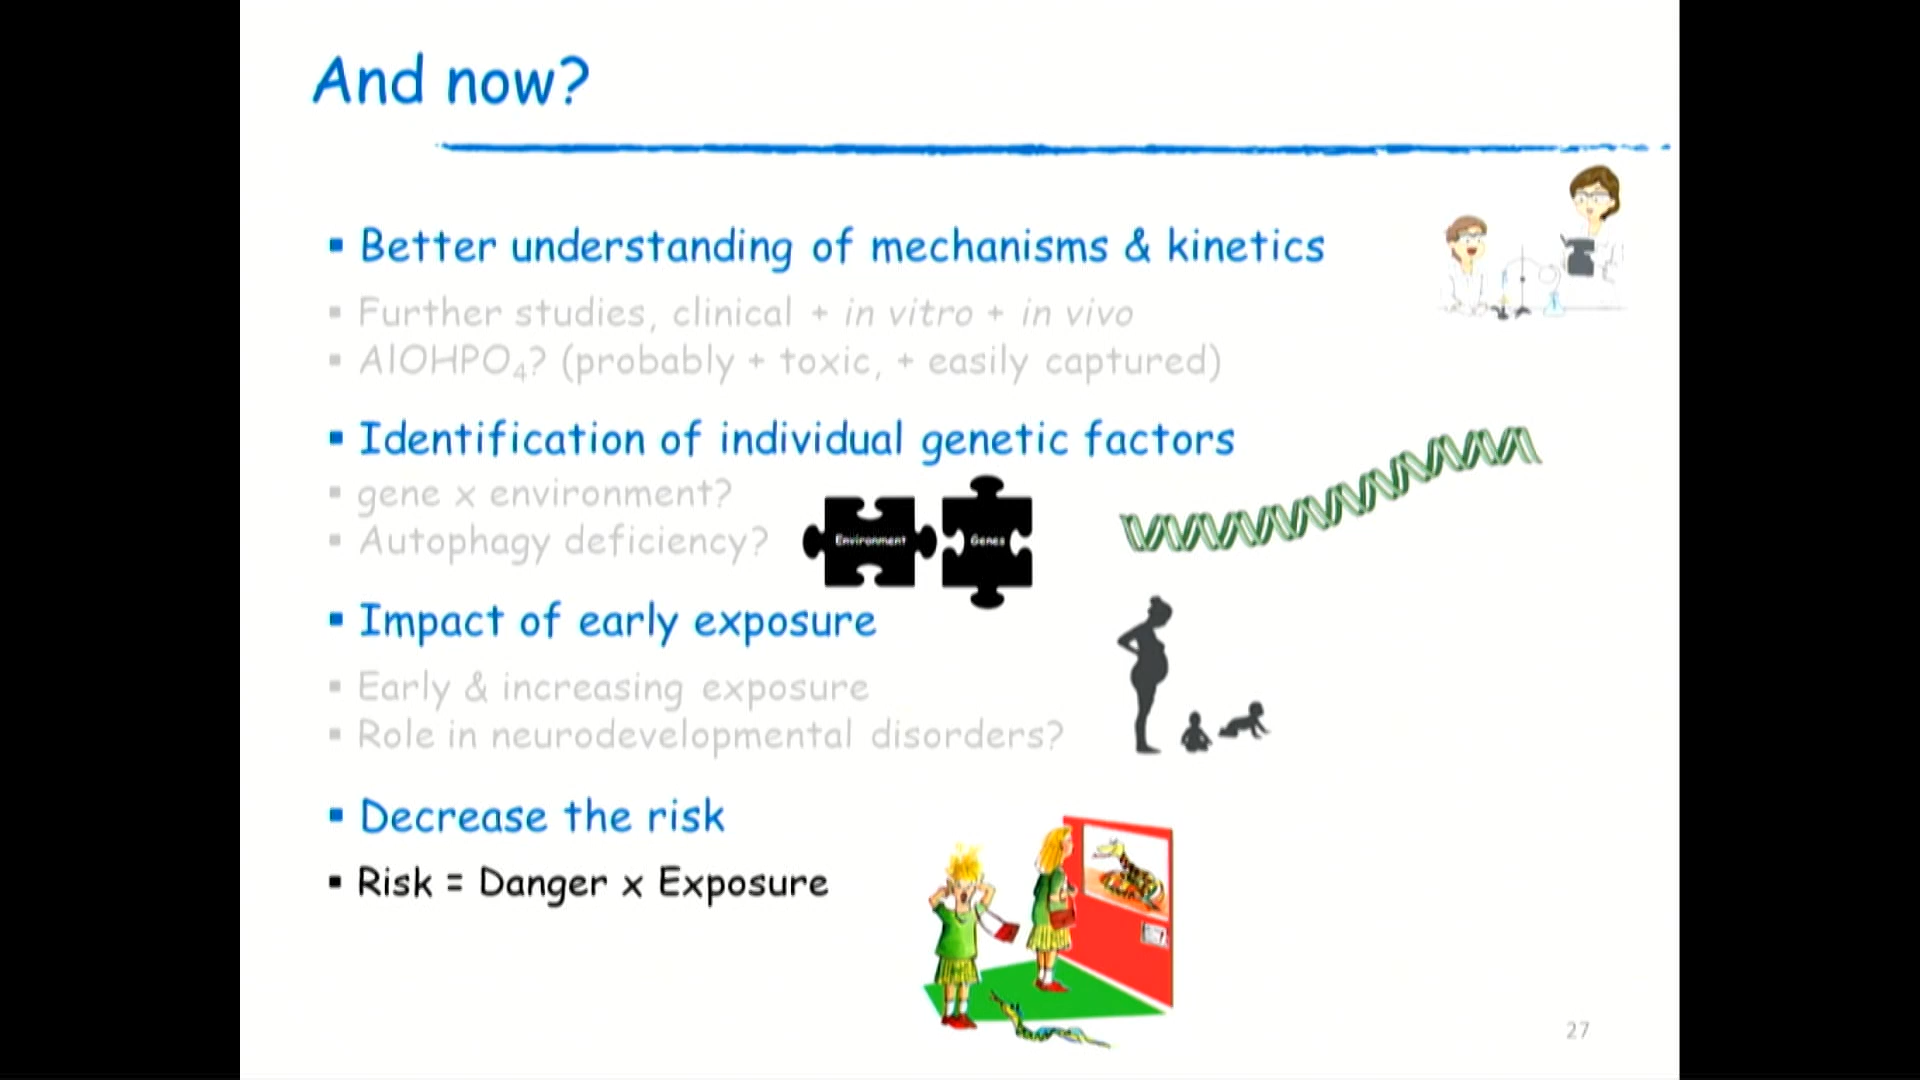 And now?
▪ Better understanding of mechanisms & kinetics
▪ Further studies, clinical + in vitro + in vivo
▪ AlOHPO₄? (probably + toxic, + easily captured)
▪ Identification of individual genetic factors
▪ gene x environment?
▪ Autophagy deficiency?
Environment
Genes
▪ Impact of early exposure
▪ Early & increasing exposure
▪ Role in neurodevelopmental disorders?
▪ Decrease the risk
▪ Risk = Danger x Exposure
27